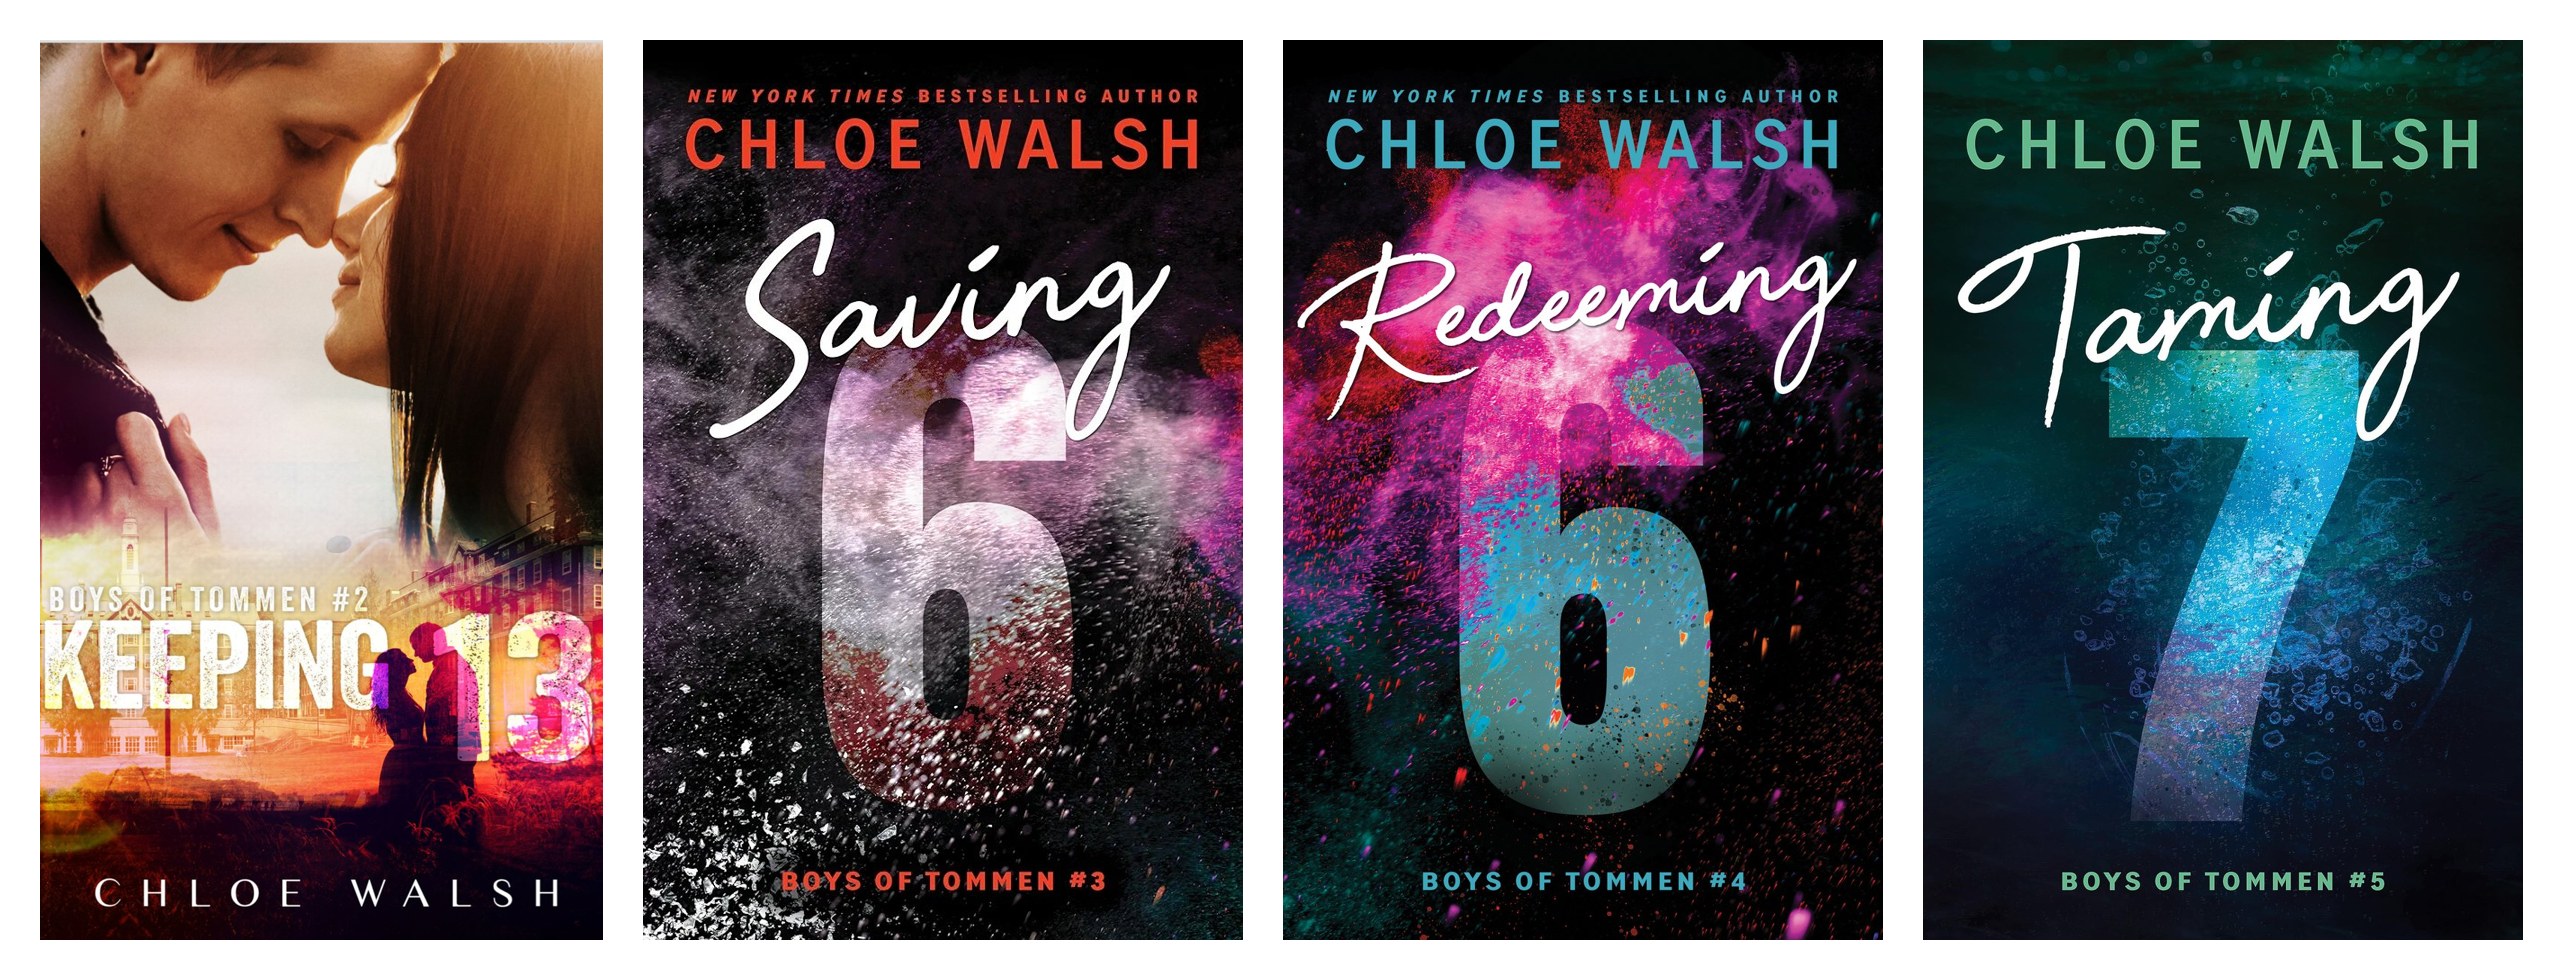 BOYS OF TOMMEN #2
KEEPING 13
CHLOE WALSH
NEW YORK TIMES BESTSELLING AUTHOR
CHLOE WALSH
Saving
6
BOYS OF TOMMEN #3
NEW YORK TIMES BESTSELLING AUTHOR
CHLOE WALSH
Redeeming
6
BOYS OF TOMMEN #4
CHLOE WALSH
Taming
7
BOYS OF TOMMEN #5